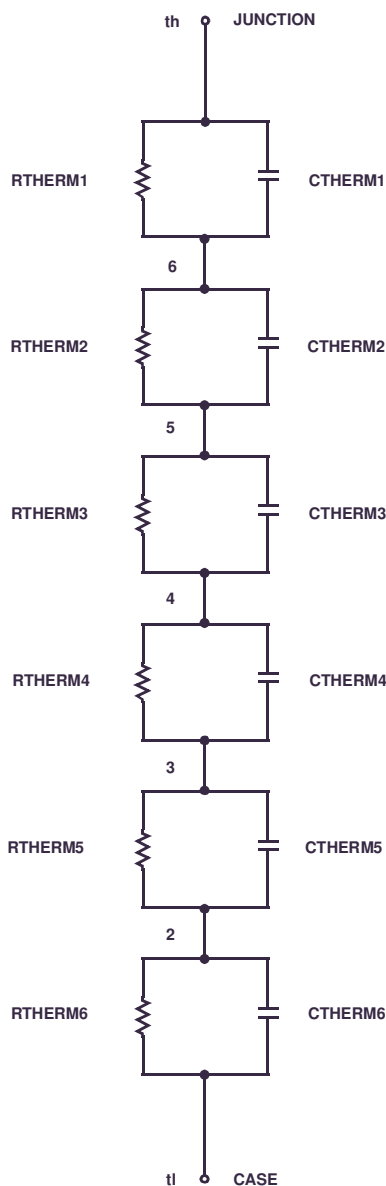 th JUNCTION
RTHERM1 CTHERM1
6
RTHERM2 CTHERM2
5
RTHERM3 CTHERM3
4
RTHERM4 CTHERM4
3
RTHERM5 CTHERM5
2
RTHERM6 CTHERM6
tl CASE